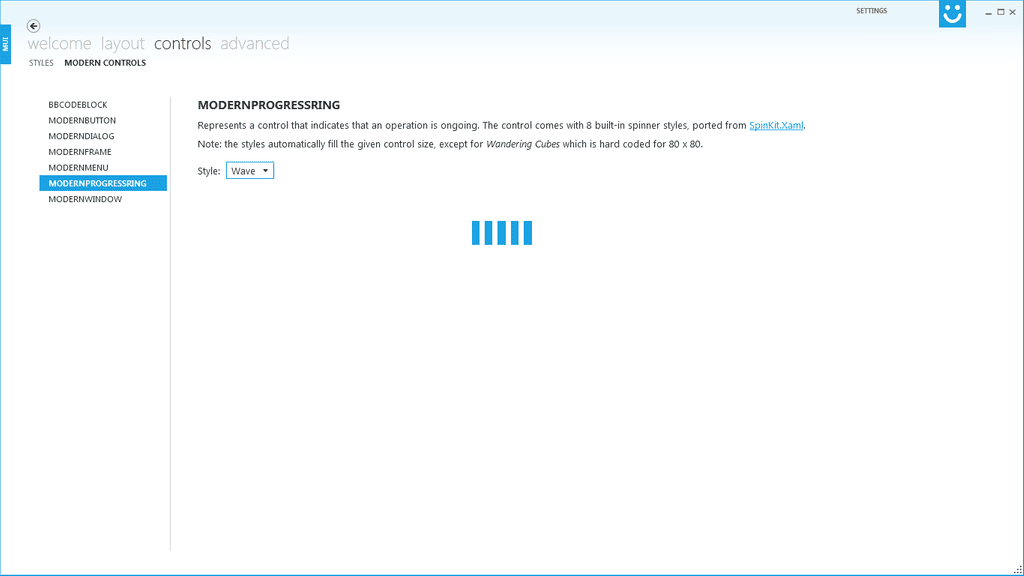 SETTINGS
MUI
welcome layout controls advanced
STYLES MODERN CONTROLS
BBCODEBLOCK
MODERNBUTTON
MODERNDIALOG
MODERNFRAME
MODERNMENU
MODERNPROGRESSRING
MODERNWINDOW
MODERNPROGRESSRING
Represents a control that indicates that an operation is ongoing. The control comes with 8 built-in spinner styles, ported from SpinKit.Xaml.
Note: the styles automatically fill the given control size, except for Wandering Cubes which is hard coded for 80 x 80.
Style: Wave